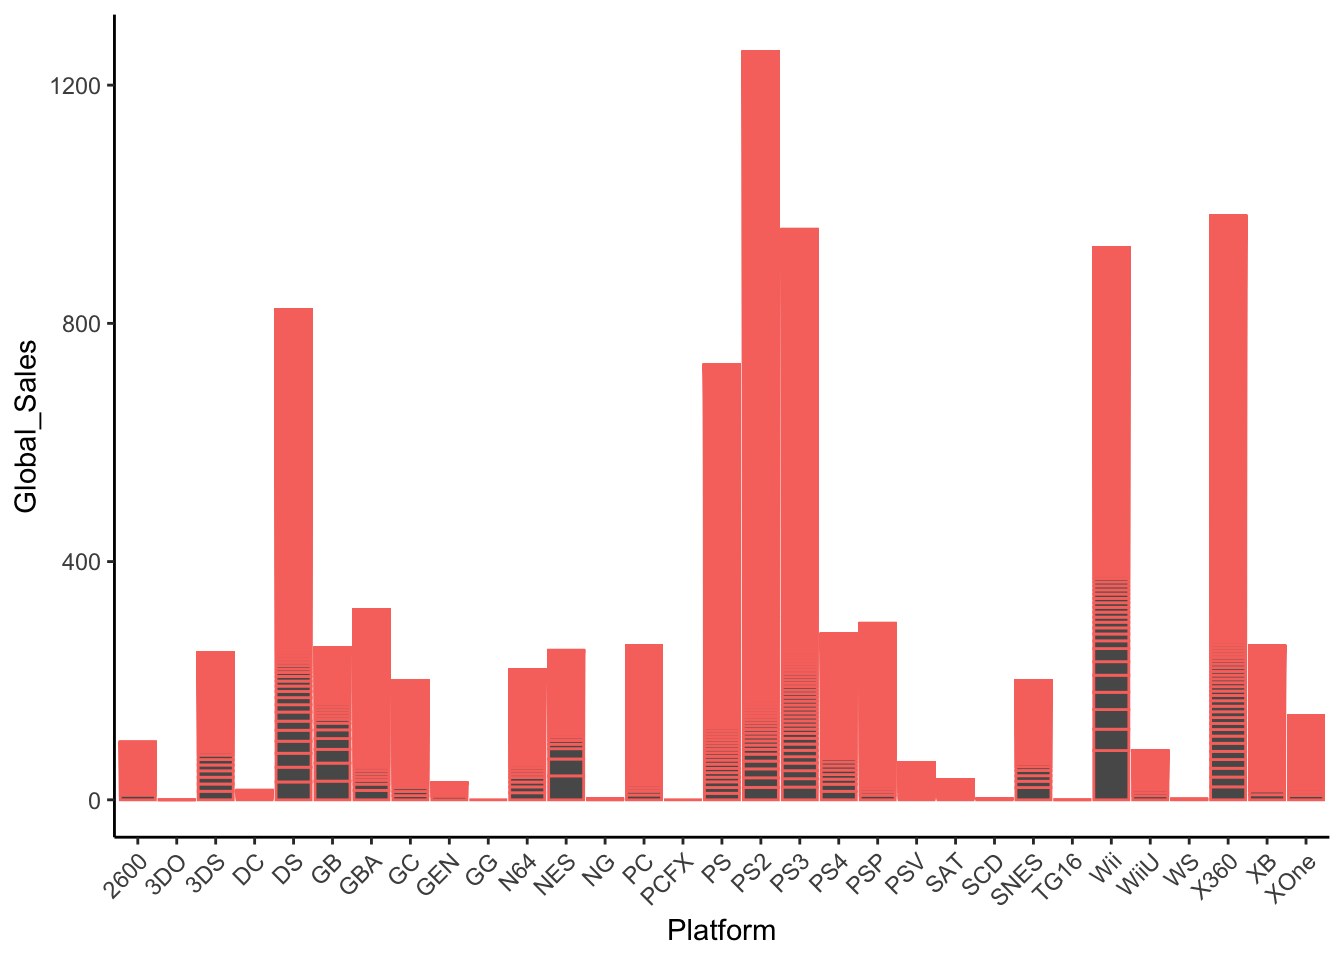 1200
800
400
0
Global_Sales
2600 3DO 3DS DC DS GB GBA GC GEN GG N64 NES NG PC PCFX PS PS2 PS3 PS4 PSP PSV SAT SCD SNES TG16 Wii WiiU WS X360 XB XOne
Platform